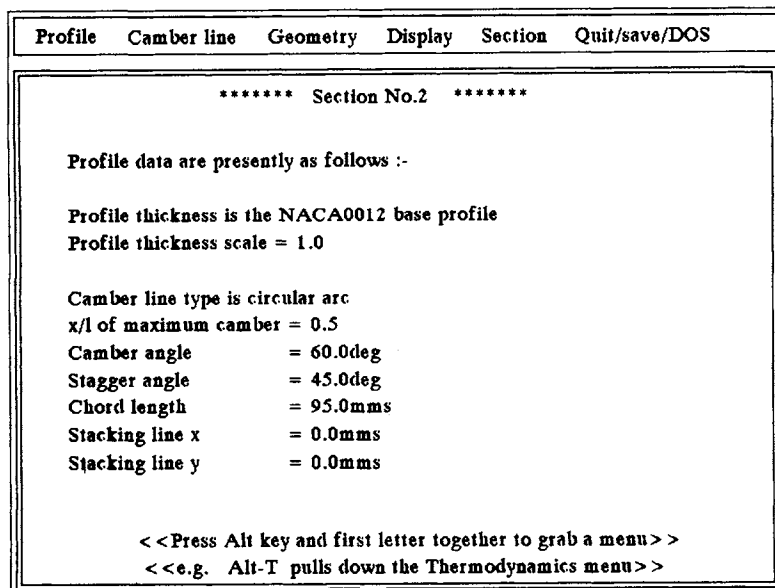 Profile Camber line Geometry Display Section Quit/save/DOS
******* Section No.2 *******
Profile data are presently as follows :-
Profile thickness is the NACA0012 base profile
Profile thickness scale = 1.0
Camber line type is circular arc
x/l of maximum camber = 0.5
Camber angle = 60.0deg
Stagger angle = 45.0deg
Chord length = 95.0mms
Stacking line x = 0.0mms
Stacking line y = 0.0mms
< <Press Alt key and first letter together to grab a menu> >
< <e.g. Alt-T pulls down the Thermodynamics menu> >